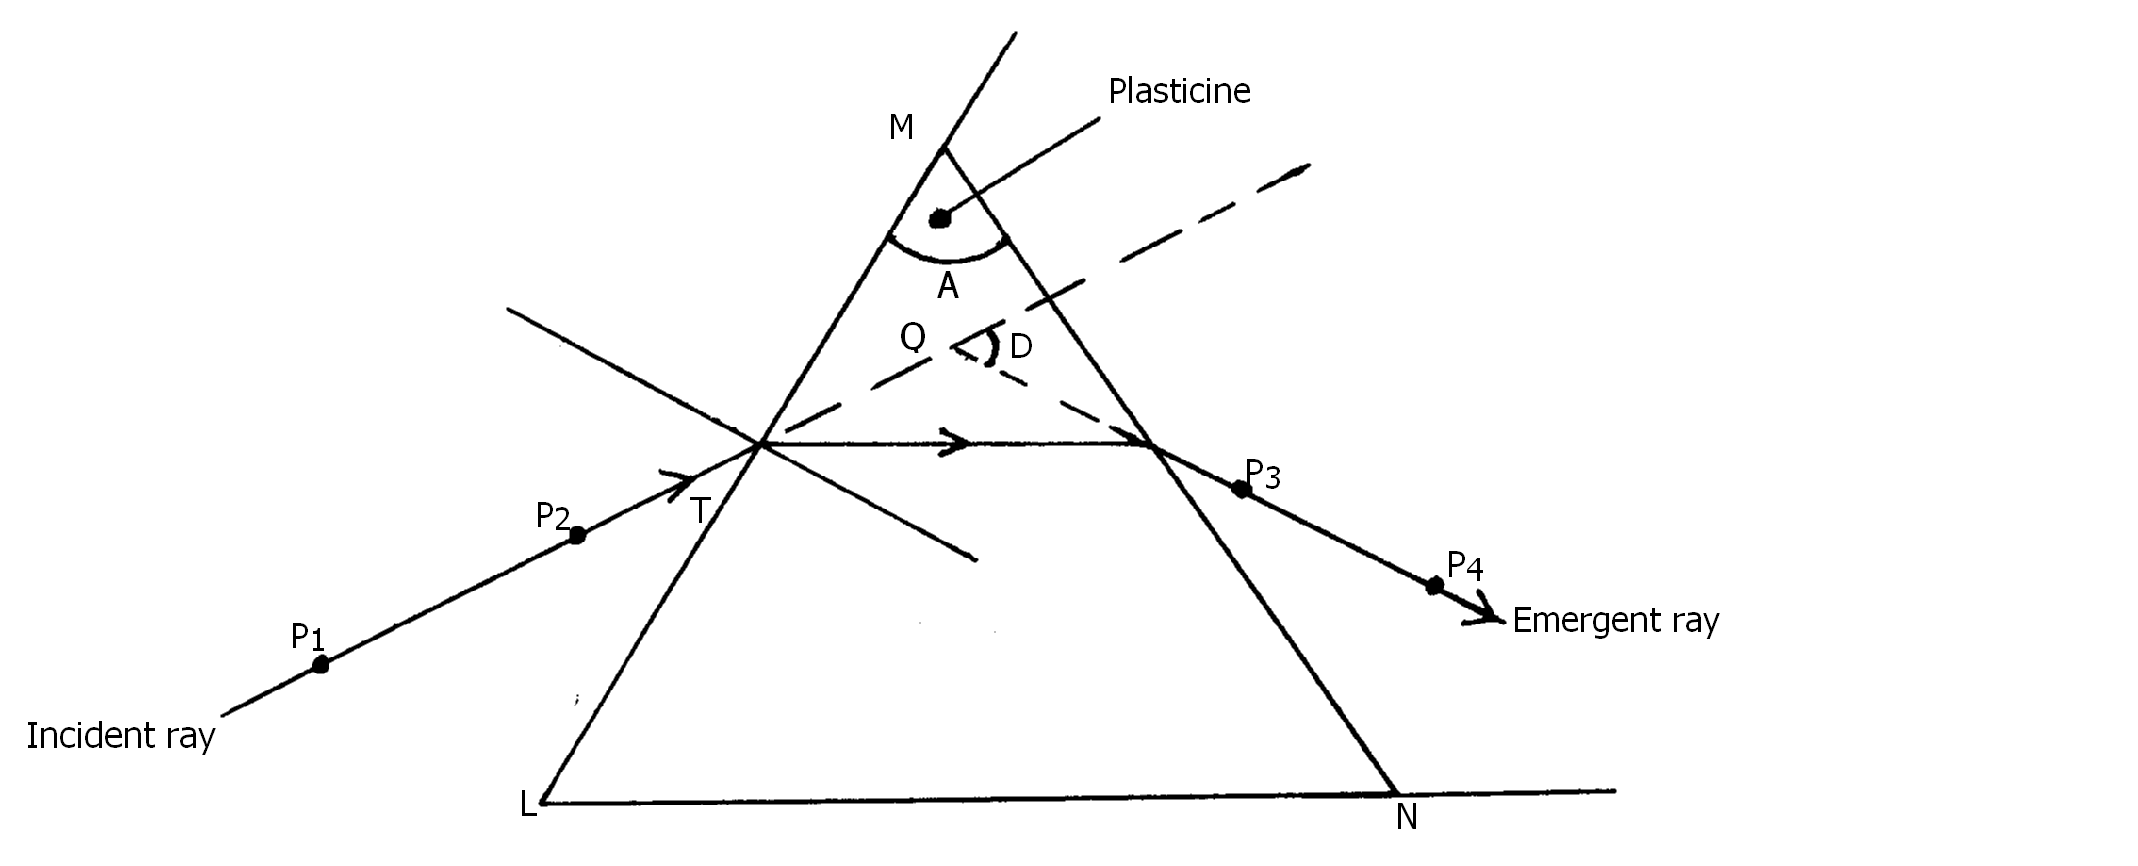 Plasticine
M
A
Q
D
P3
T
P2
P4
Emergent ray
P1
Incident ray
L
N